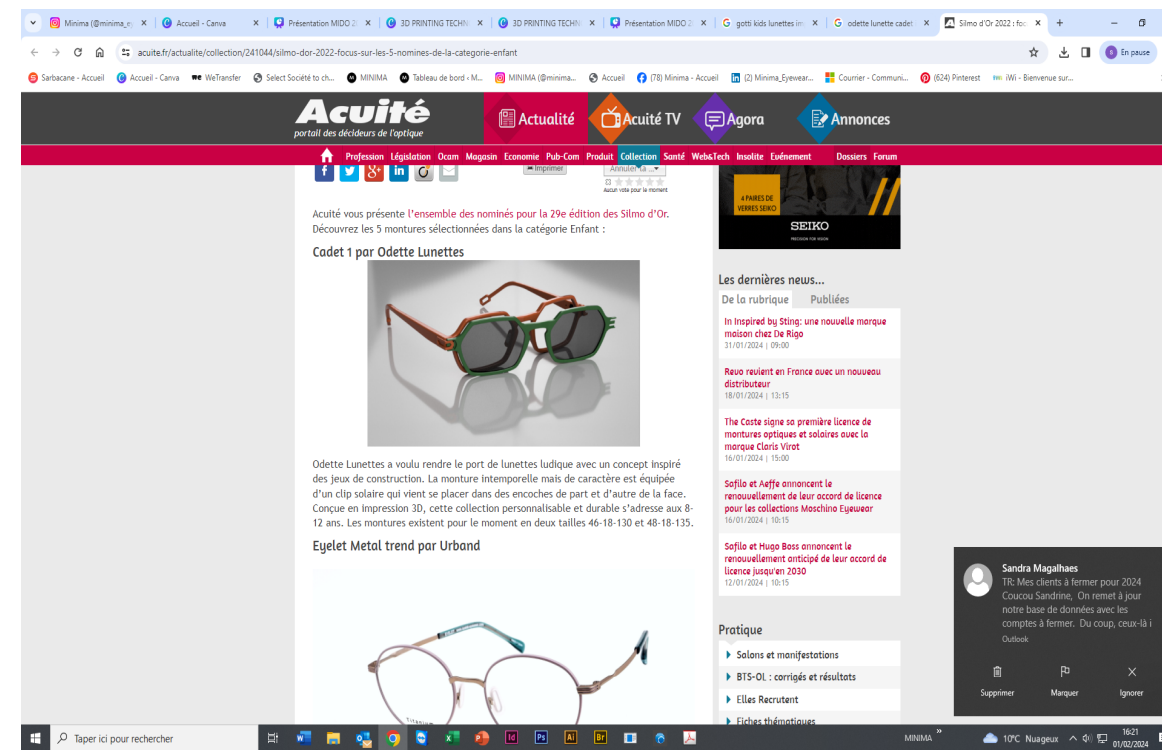 Minima (@minima_e
Accueil - Canva
Présentation MIDO 2
3D PRINTING TECHN
3D PRINTING TECHN
Présentation MIDO 2
gotti kids lunettes im
odette lunette cadet
Silmo d'Or 2022 : foc
acuite.fr/actualite/collection/241044/silmo-dor-2022-focus-sur-les-5-nomines-de-la-categorie-enfant
En pause
Sarbacane - Accueil
Accueil - Canva
WeTransfer
Select Société to ch...
MINIMA
Tableau de bord ‹ M...
MINIMA (@minima...
Accueil
(78) Minima - Accueil
(2) Minima_Eyewear...
Courrier - Communi...
(624) Pinterest
iWi - Bienvenue sur...
Acuité
portail des décideurs de l'optique
Actualité
Acuité TV
Agora
Annonces
Profession Législation Ocam Magasin Economie Pub-Com Produit Collection Santé Web&Tech Insolite Evénement Dossiers Forum
Imprimer
Annuler la ...
Aucun vote pour le moment
4 PAIRES DE
VERRES SEIKO
SEIKO
Acuité vous présente l'ensemble des nominés pour la 29e édition des Silmo d'Or.
Découvrez les 5 montures sélectionnées dans la catégorie Enfant :
Cadet 1 par Odette Lunettes
Odette Lunettes a voulu rendre le port de lunettes ludique avec un concept inspiré
des jeux de construction. La monture intemporelle mais de caractère est équipée
d'un clip solaire qui vient se placer dans des encoches de part et d'autre de la face.
Conçue en impression 3D, cette collection personnalisable et durable s'adresse aux 8-
12 ans. Les montures existent pour le moment en deux tailles 46-18-130 et 48-18-135.
Eyelet Metal trend par Urband
Les dernières news...
De la rubrique
Publiées
In Inspired by Sting: une nouvelle marque
maison chez De Rigo
31/01/2024 | 09:00
Revo revient en France avec un nouveau
distributeur
18/01/2024 | 13:15
The Caste signe sa première licence de
montures optiques et solaires avec la
marque Claris Virot
16/01/2024 | 15:00
Safilo et Aeffe annoncent le
renouvellement de leur accord de licence
pour les collections Moschino Eyewear
16/01/2024 | 10:15
Safilo et Hugo Boss annoncent le
renouvellement anticipé de leur accord de
licence jusqu'en 2030
12/01/2024 | 10:15
Pratique
Salons et manifestations
BTS-OL : corrigés et résultats
Elles Recrutent
Fiches thématiques
Sandra Magalhaes
TR: Mes clients à fermer pour 2024
Coucou Sandrine, On remet à jour
notre base de données avec les
comptes à fermer. Du coup, ceux-là i
Outlook
Supprimer
Marquer
Ignorer
Taper ici pour rechercher
MINIMA
10°C Nuageux
16:21
01/02/2024